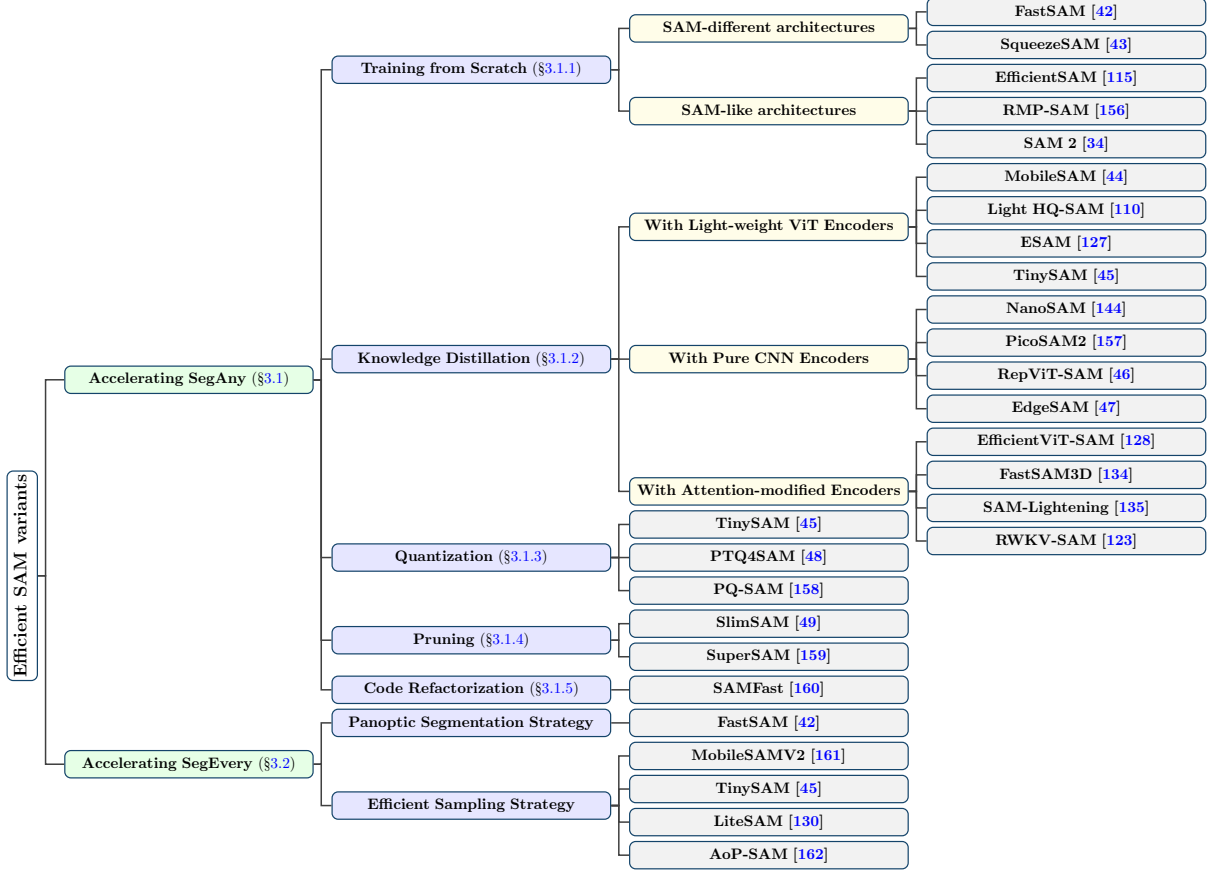 Efficient SAM variants
Accelerating SegAny (§3.1)
Training from Scratch (§3.1.1)
SAM-different architectures
FastSAM [42]
SqueezeSAM [43]
SAM-like architectures
EfficientSAM [115]
RMP-SAM [156]
SAM 2 [34]
Knowledge Distillation (§3.1.2)
With Light-weight ViT Encoders
MobileSAM [44]
Light HQ-SAM [110]
ESAM [127]
TinySAM [45]
With Pure CNN Encoders
NanoSAM [144]
PicoSAM2 [157]
RepViT-SAM [46]
EdgeSAM [47]
With Attention-modified Encoders
EfficientViT-SAM [128]
FastSAM3D [134]
SAM-Lightening [135]
RWKV-SAM [123]
Quantization (§3.1.3)
TinySAM [45]
PTQ4SAM [48]
PQ-SAM [158]
Pruning (§3.1.4)
SlimSAM [49]
SuperSAM [159]
Code Refactorization (§3.1.5)
SAMFast [160]
Accelerating SegEvery (§3.2)
Panoptic Segmentation Strategy
FastSAM [42]
Efficient Sampling Strategy
MobileSAMV2 [161]
TinySAM [45]
LiteSAM [130]
AoP-SAM [162]